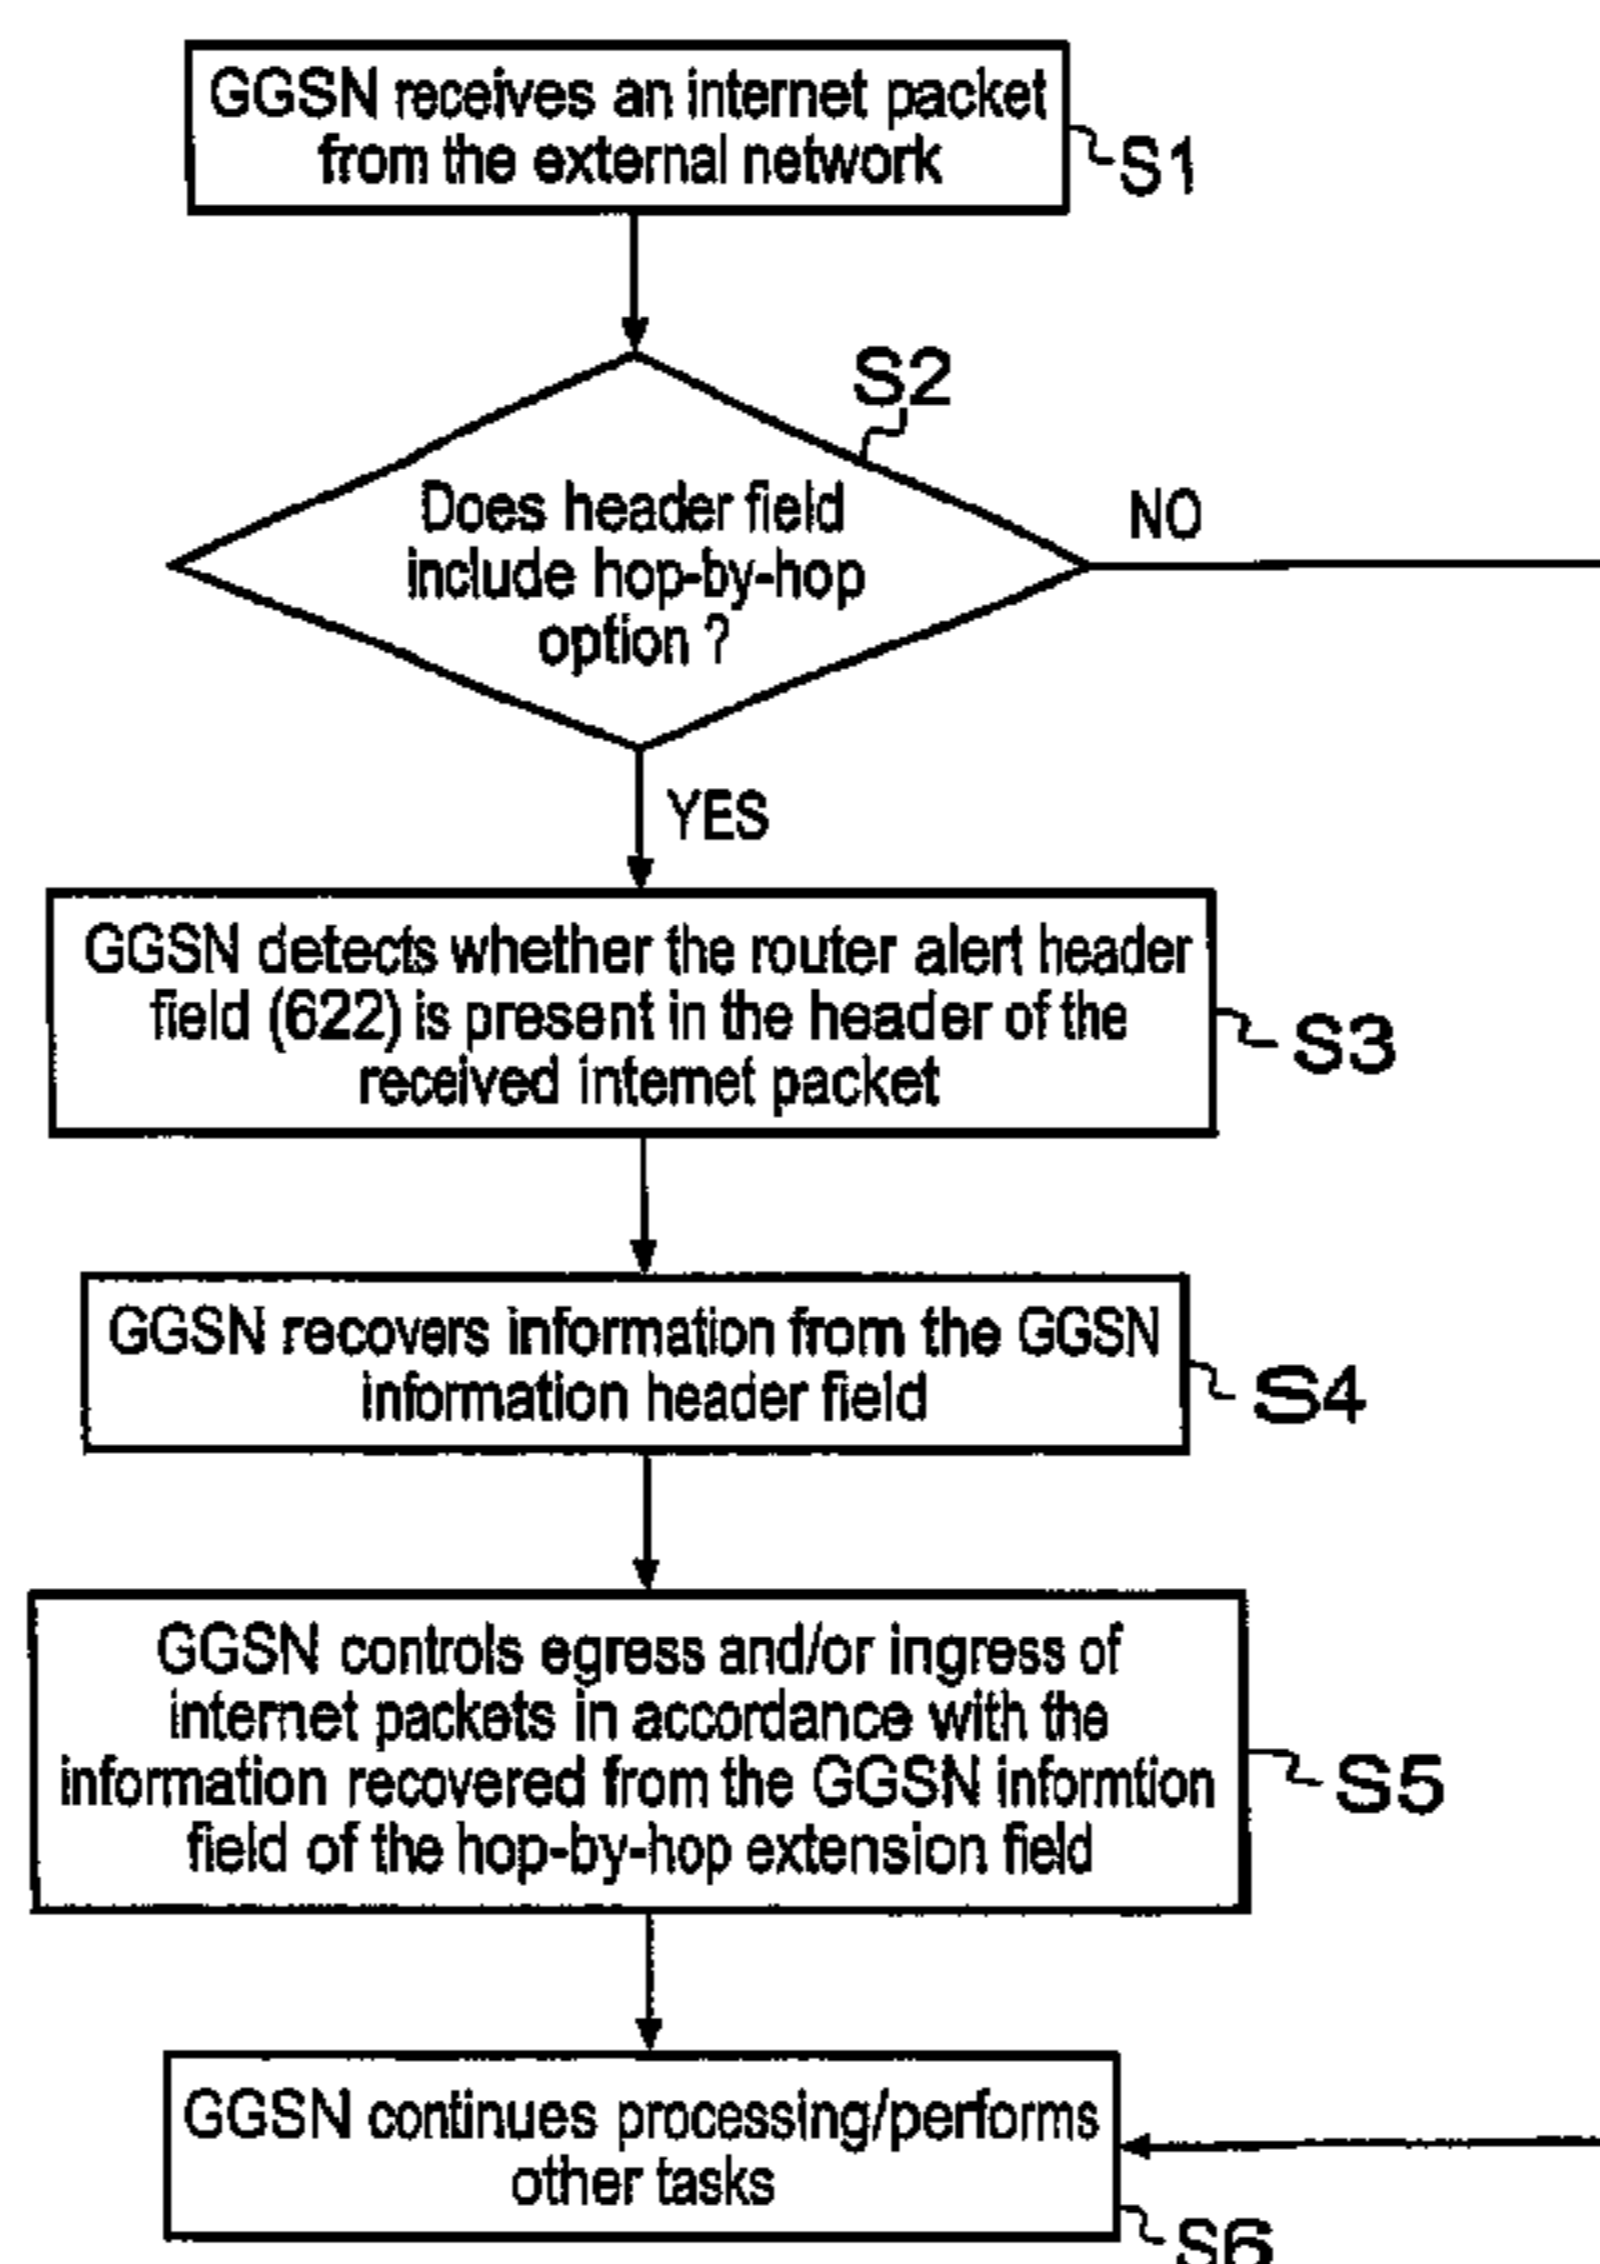 GGSN receives an internet packet
from the external network
S1
S2
Does header field
include hop-by-hop
option ?
NO
YES
GGSN detects whether the router alert header
field (622) is present in the header of the
received internet packet
S3
GGSN recovers information from the GGSN
information header field
S4
GGSN controls egress and/or ingress of
internet packets in accordance with the
information recovered from the GGSN informtion
field of the hop-by-hop extension field
S5
GGSN continues processing/performs
other tasks
S6